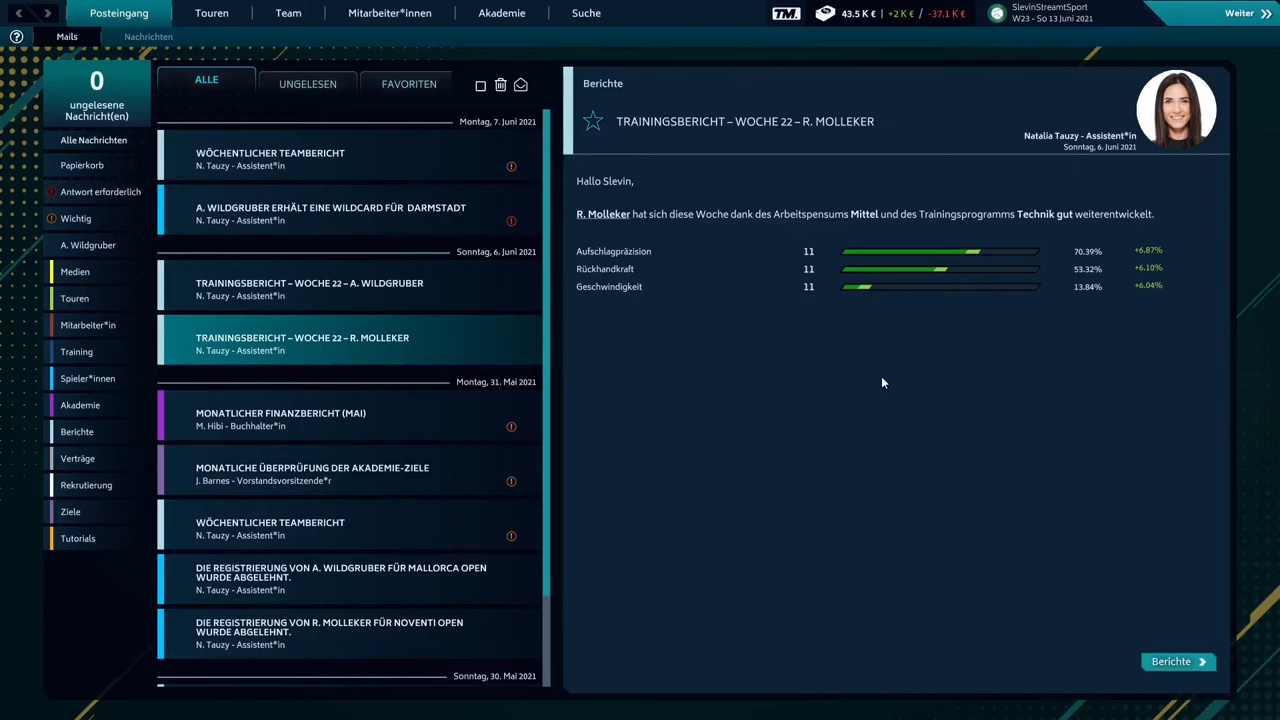 Posteingang Touren Team Mitarbeiter*innen Akademie Suche TM. 43.5 K € | +2 K € / -37.1 K € SlevinStreamSport Weiter
W23 - So 13 Juni 2021
? Mails Nachrichten
0
ungelesene
Nachricht(en)
Alle Nachrichten
Papierkorb
Antwort erforderlich
Wichtig
A. Wildgruber
Medien
Touren
Mitarbeiter*in
Training
Spieler*innen
Akademie
Berichte
Verträge
Rekrutierung
Ziele
Tutorials
ALLE UNGELESEN FAVORITEN
Montag, 7. Juni 2021
WÖCHENTLICHER TEAMBERICHT
N. Tauzy - Assistent*in
A. WILDGRUBER ERHÄLT EINE WILDCARD FÜR DARMSTADT
N. Tauzy - Assistent*in
Sonntag, 6. Juni 2021
TRAININGSBERICHT – WOCHE 22 – A. WILDGRUBER
N. Tauzy - Assistent*in
TRAININGSBERICHT – WOCHE 22 – R. MOLLEKER
N. Tauzy - Assistent*in
Montag, 31. Mai 2021
MONATLICHER FINANZBERICHT (MAI)
M. Hibi - Buchhalter*in
MONATLICHE ÜBERPRÜFUNG DER AKADEMIE-ZIELE
J. Barnes - Vorstandsvorsitzende*r
WÖCHENTLICHER TEAMBERICHT
N. Tauzy - Assistent*in
DIE REGISTRIERUNG VON A. WILDGRUBER FÜR MALLORCA OPEN
WURDE ABGELEHNT.
N. Tauzy - Assistent*in
DIE REGISTRIERUNG VON R. MOLLEKER FÜR NOVENTI OPEN
WURDE ABGELEHNT.
N. Tauzy - Assistent*in
Sonntag, 30. Mai 2021
Berichte
TRAININGSBERICHT – WOCHE 22 – R. MOLLEKER
Natalia Tauzy - Assistent*in
Sonntag, 6. Juni 2021
Hallo Slevin,
R. Molleker hat sich diese Woche dank des Arbeitspensums Mittel und des Trainingsprogramms Technik gut weiterentwickelt.
Aufschlagpräzision 11 70.39% +6.87%
Rückhandkraft 11 53.32% +6.10%
Geschwindigkeit 11 13.84% +6.04%
Berichte